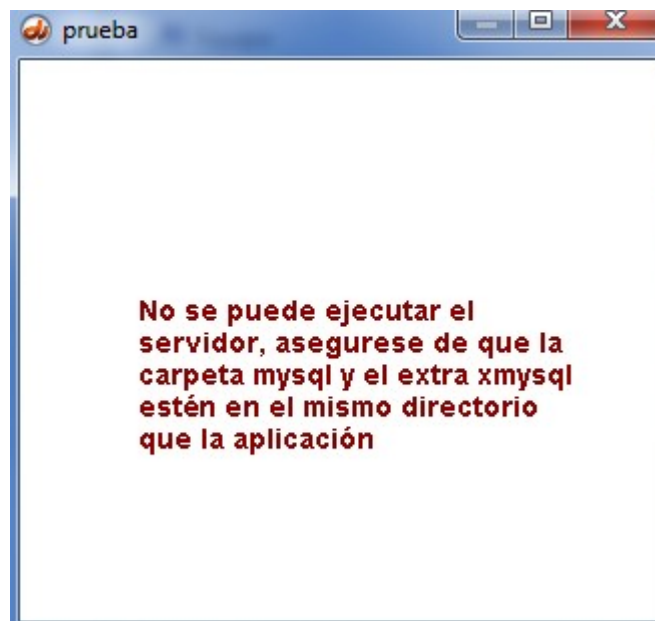 prueba
No se puede ejecutar el
servidor, asegurese de que la
carpeta mysql y el extra xmysql
estén en el mismo directorio
que la aplicación